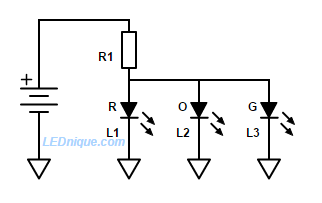 R1
+
R O G
L1 L2 L3
LEDnique.com